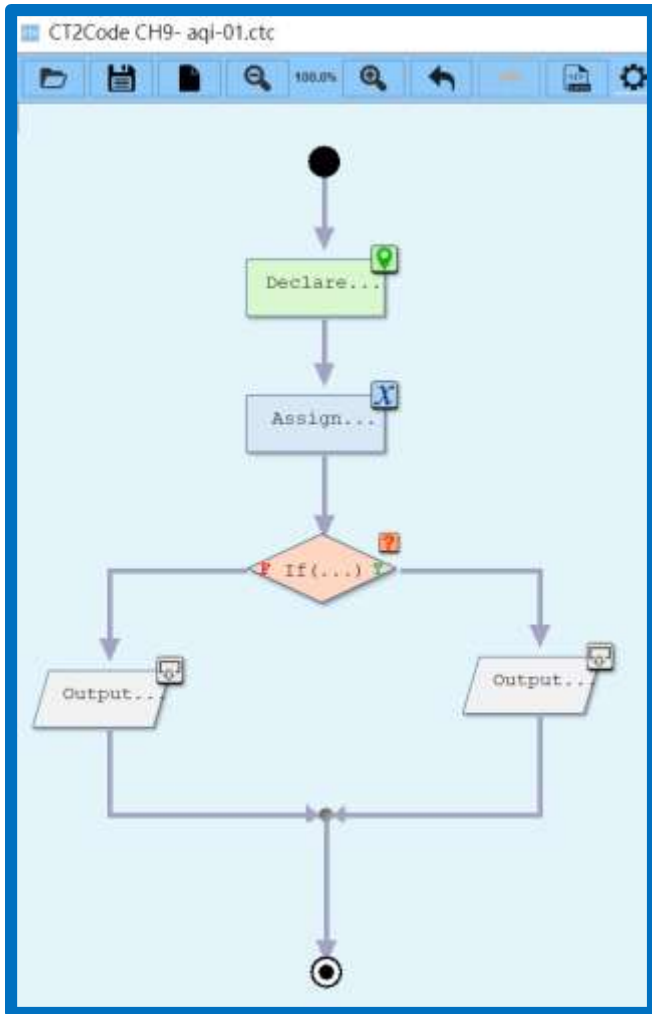 CT2Code CH9- aqi-01.ctc
100.0%
Declare...
X
Assign...
?
If(...)
Output...
Output...